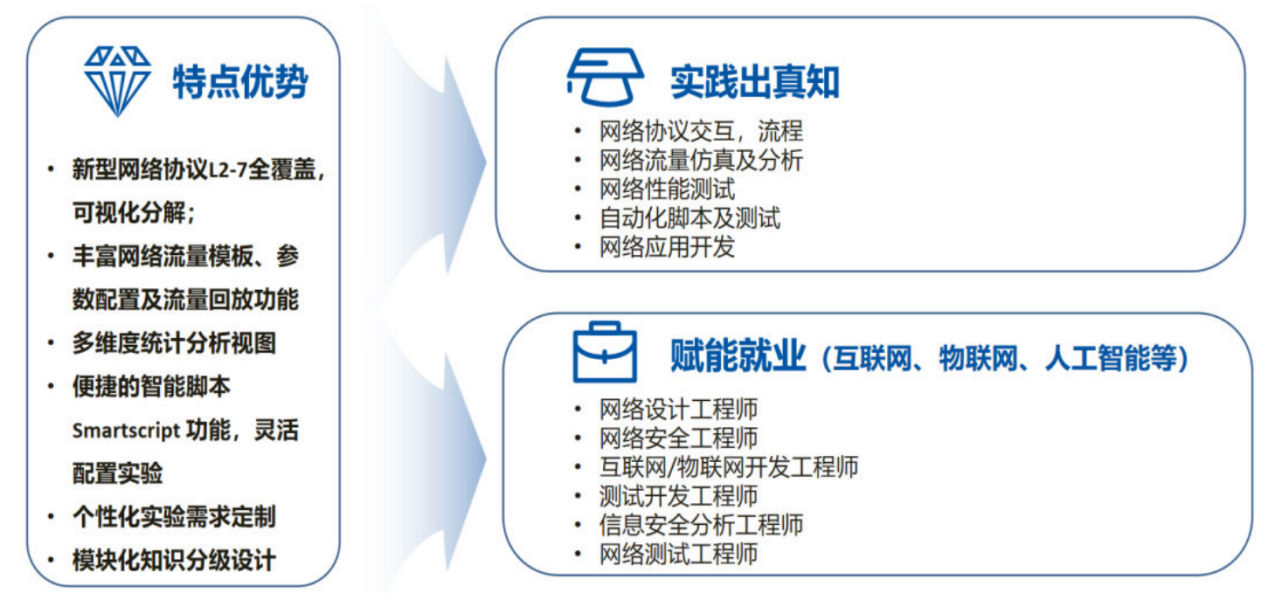 特点优势
• 新型网络协议L2-7全覆盖，
可视化分解；
• 丰富网络流量模板、参
数配置及流量回放功能
• 多维度统计分析视图
• 便捷的智能脚本
Smartscript 功能，灵活
配置实验
• 个性化实验需求定制
• 模块化知识分级设计
实践出真知
• 网络协议交互，流程
• 网络流量仿真及分析
• 网络性能测试
• 自动化脚本及测试
• 网络应用开发
赋能就业（互联网、物联网、人工智能等）
• 网络设计工程师
• 网络安全工程师
• 互联网/物联网开发工程师
• 测试开发工程师
• 信息安全分析工程师
• 网络测试工程师